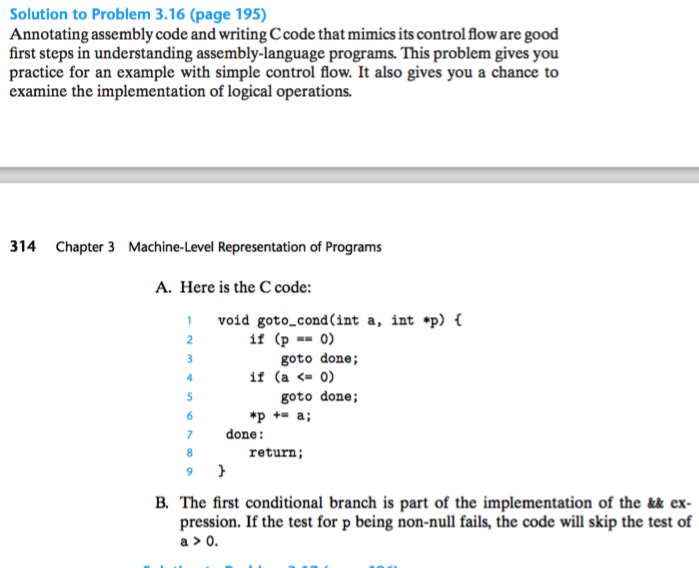 Solution to Problem 3.16 (page 195)
Annotating assembly code and writing C code that mimics its control flow are good
first steps in understanding assembly-language programs. This problem gives you
practice for an example with simple control flow. It also gives you a chance to
examine the implementation of logical operations.
314 Chapter 3 Machine-Level Representation of Programs
A. Here is the C code:
1 void goto_cond(int a, int *p) {
2 if (p == 0)
3 goto done;
4 if (a <= 0)
5 goto done;
6 *p += a;
7 done:
8 return;
9 }
B. The first conditional branch is part of the implementation of the && ex-
pression. If the test for p being non-null fails, the code will skip the test of
a > 0.